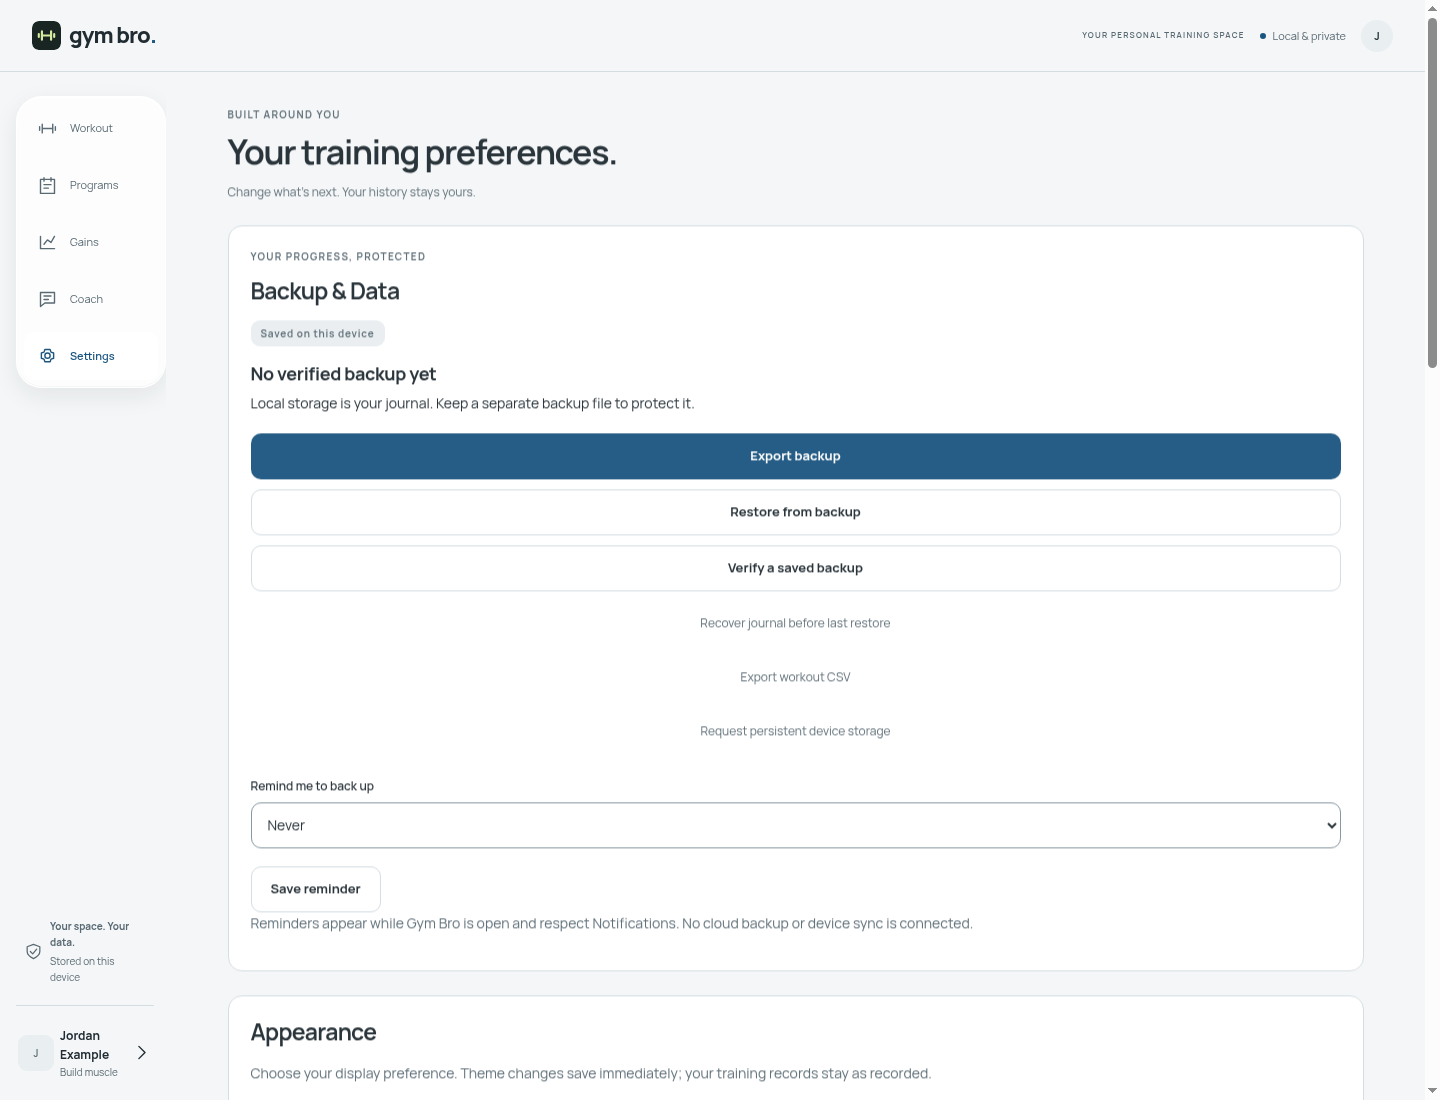 gym bro.
YOUR PERSONAL TRAINING SPACE
Local & private
J
Workout
Programs
Gains
Coach
Settings
Your space. Your
data.
Stored on this
device
J
Jordan
Example
Build muscle
BUILT AROUND YOU
Your training preferences.
Change what's next. Your history stays yours.
YOUR PROGRESS, PROTECTED
Backup & Data
Saved on this device
No verified backup yet
Local storage is your journal. Keep a separate backup file to protect it.
Export backup
Restore from backup
Verify a saved backup
Recover journal before last restore
Export workout CSV
Request persistent device storage
Remind me to back up
Never
Save reminder
Reminders appear while Gym Bro is open and respect Notifications. No cloud backup or device sync is connected.
Appearance
Choose your display preference. Theme changes save immediately; your training records stay as recorded.